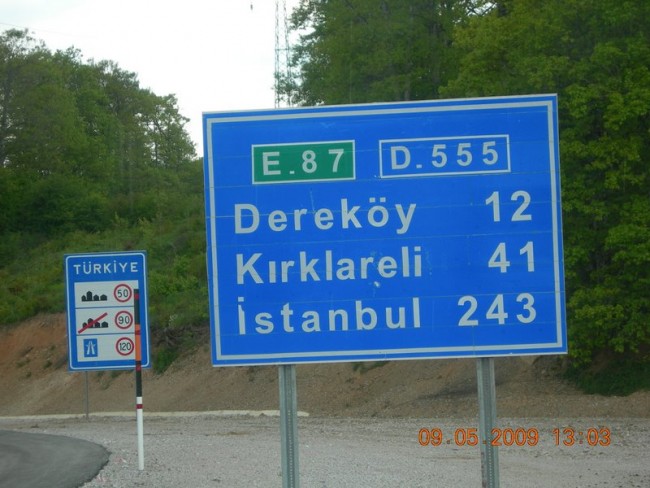 E.87 D.555
Dereköy 12
Kırklareli 41
İstanbul 243
TÜRKİYE
50
90
120
09.05.2009 13:03